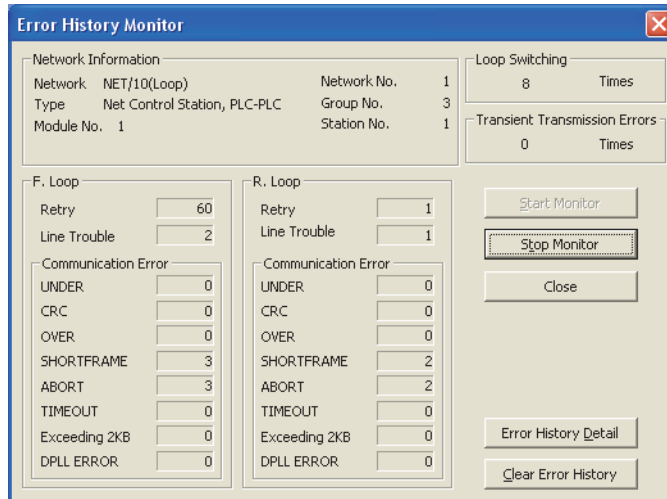 Error History Monitor
Network Information
Network NET/10(Loop) Network No. 1
Type Net Control Station, PLC-PLC Group No. 3
Module No. 1 Station No. 1
Loop Switching
8 Times
Transient Transmission Errors
0 Times
F. Loop
Retry 60
Line Trouble 2
Communication Error
UNDER 0
CRC 0
OVER 0
SHORTFRAME 3
ABORT 3
TIMEOUT 0
Exceeding 2KB 0
DPLL ERROR 0
R. Loop
Retry 1
Line Trouble 1
Communication Error
UNDER 0
CRC 0
OVER 0
SHORTFRAME 2
ABORT 2
TIMEOUT 0
Exceeding 2KB 0
DPLL ERROR 0
Start Monitor
Stop Monitor
Close
Error History Detail
Clear Error History